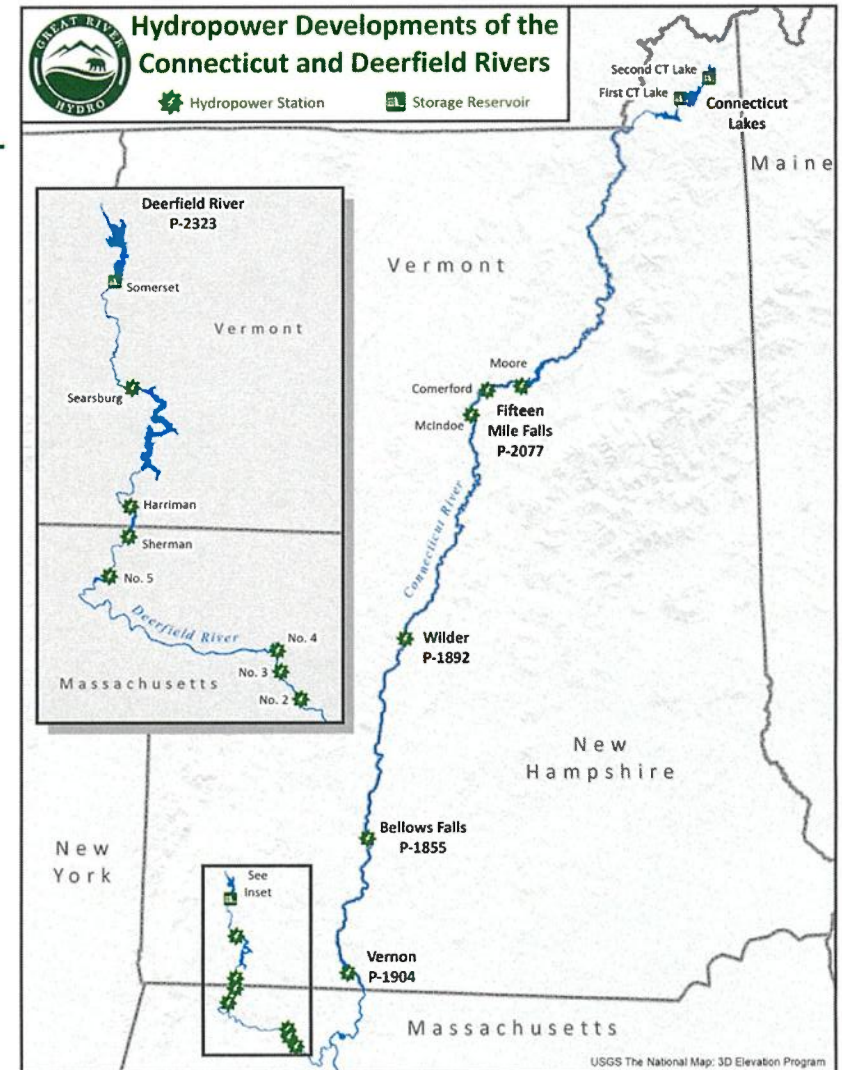 GREAT RIVER
HYDRO
Hydropower Developments of the
Connecticut and Deerfield Rivers
Hydropower Station
Storage Reservoir
Second CT Lake
First CT Lake
Connecticut
Lakes
Maine
Deerfield River
P-2323
Somerset
Vermont
Searsburg
Harriman
Sherman
No. 5
Deerfield River
No. 4
No. 3
No. 2
Massachusetts
Vermont
Moore
Comerford
McIndoe
Fifteen
Mile Falls
P-2077
Connecticut River
Wilder
P-1892
New
Hampshire
Bellows Falls
P-1855
New
York
See
Inset
Vernon
P-1904
Massachusetts
USGS The National Map: 3D Elevation Program